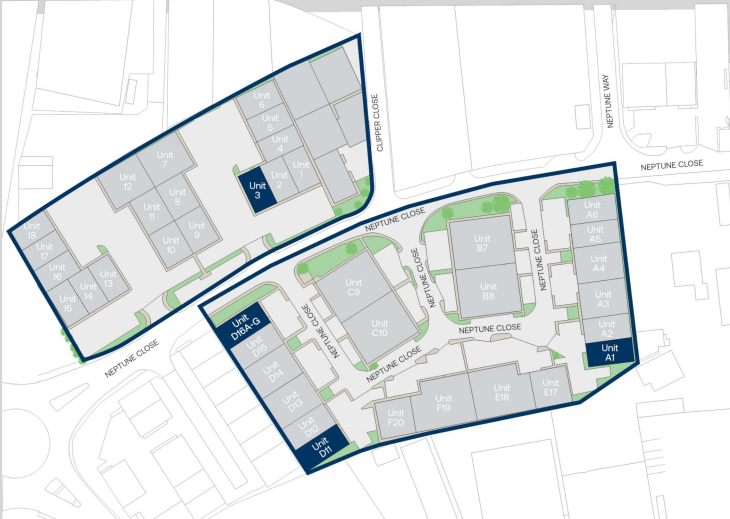 NEPTUNE WAY
CLIPPER CLOSE
NEPTUNE CLOSE
Unit
6
Unit
5
Unit
4
Unit
1
Unit
2
Unit
3
Unit
7
Unit
12
Unit
8
Unit
11
Unit
9
Unit
10
Unit
18
Unit
17
Unit
16
Unit
13
Unit
14
Unit
15
NEPTUNE CLOSE
NEPTUNE CLOSE
Unit
A6
Unit
A5
Unit
A4
Unit
A3
Unit
A2
Unit
A1
Unit
B7
Unit
B8
NEPTUNE CLOSE
NEPTUNE CLOSE
NEPTUNE CLOSE
Unit
C9
Unit
C10
NEPTUNE CLOSE
NEPTUNE CLOSE
Unit
D16A-G
Unit
D15
Unit
D14
Unit
D13
Unit
D12
Unit
D11
Unit
F20
Unit
F19
Unit
E18
Unit
E17